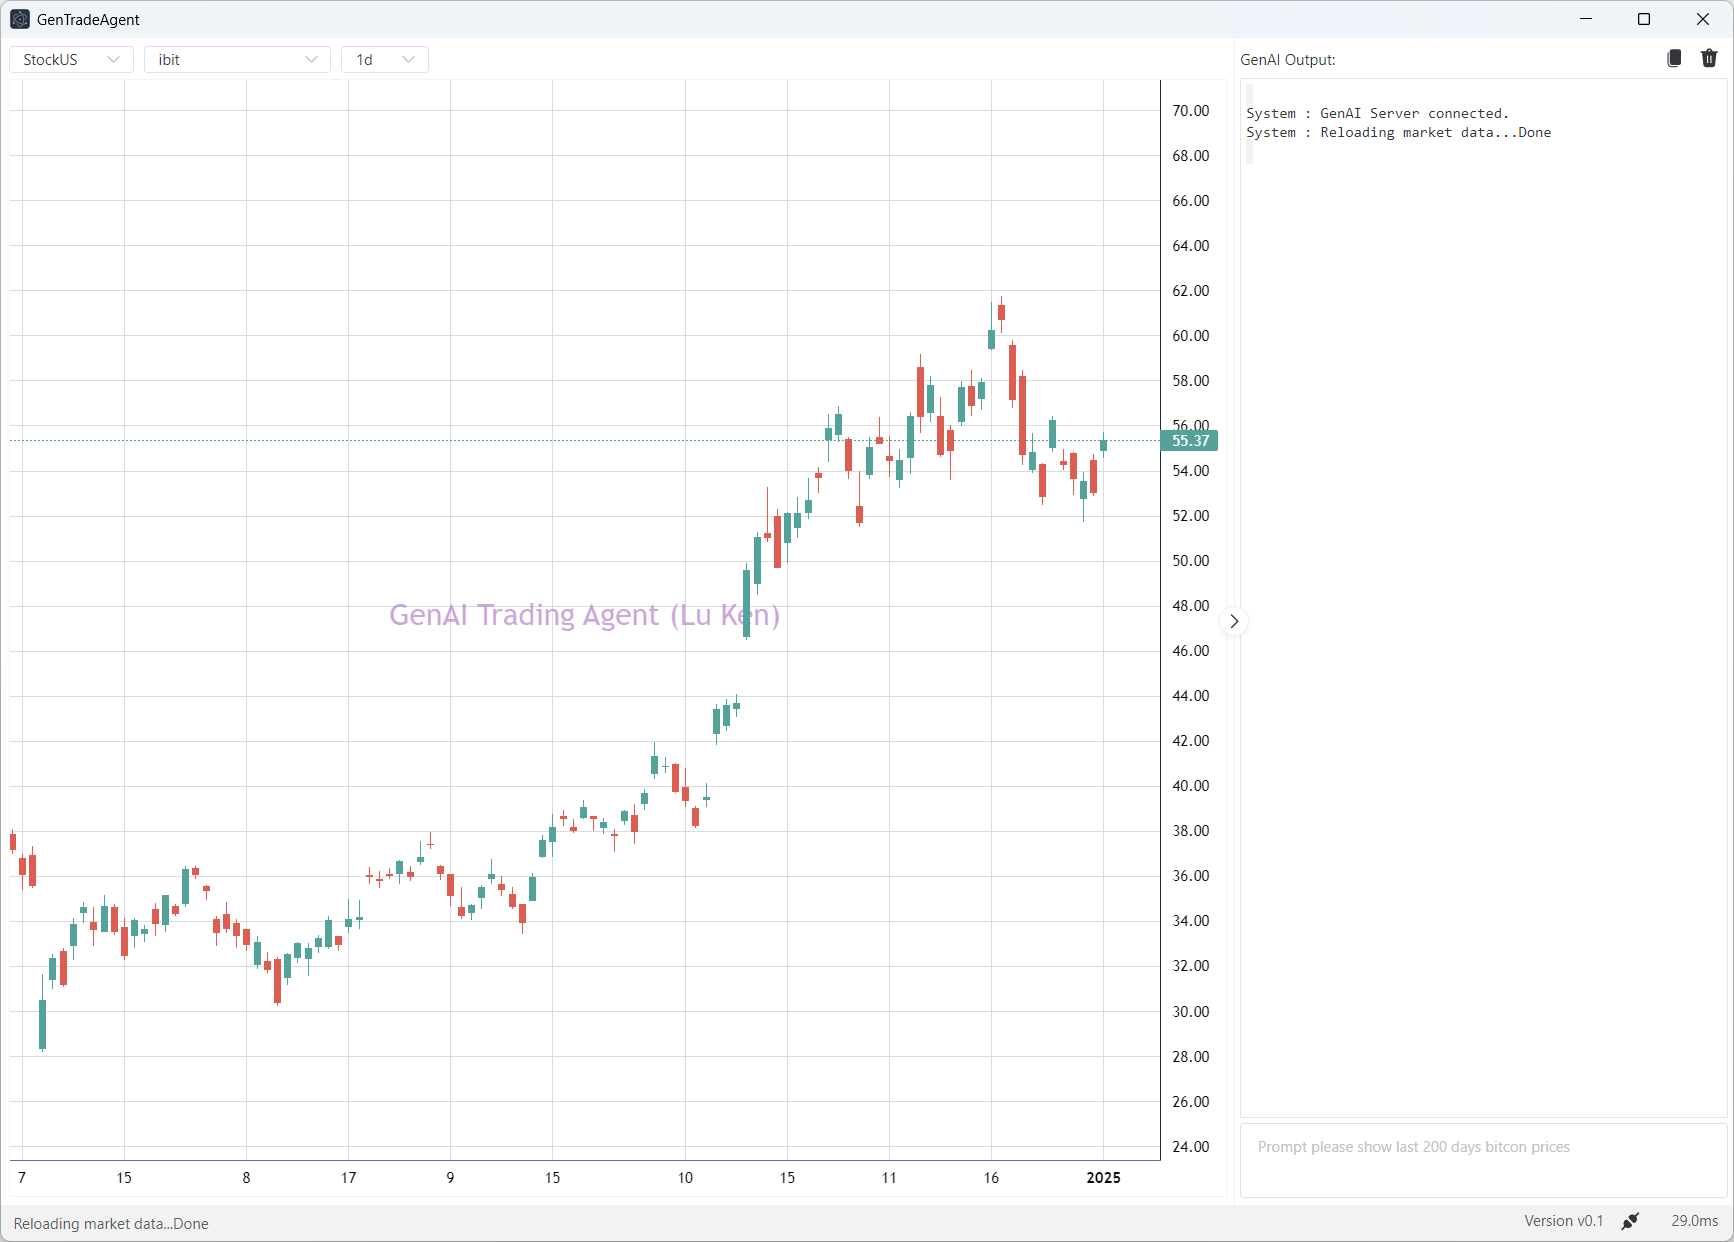 GenTradeAgent
StockUS
ibit
1d
GenAI Output:
70.00
68.00
66.00
64.00
62.00
60.00
58.00
56.00
55.37
54.00
52.00
50.00
48.00
46.00
44.00
42.00
40.00
38.00
36.00
34.00
32.00
30.00
28.00
26.00
24.00
GenAI Trading Agent (Lu Ken)
7 15 8 17 9 15 10 15 11 16 2025
System : GenAI Server connected.
System : Reloading market data...Done
Prompt please show last 200 days bitcon prices
Reloading market data...Done
Version v0.1
29.0ms